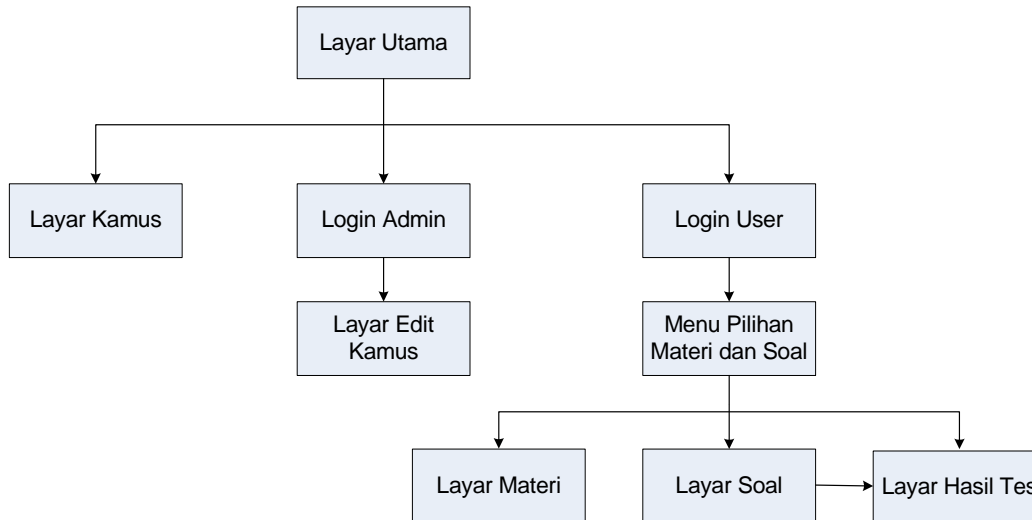 Layar Utama
Layar Kamus
Login Admin
Login User
Layar Edit
Kamus
Menu Pilihan
Materi dan Soal
Layar Materi
Layar Soal
Layar Hasil Tes